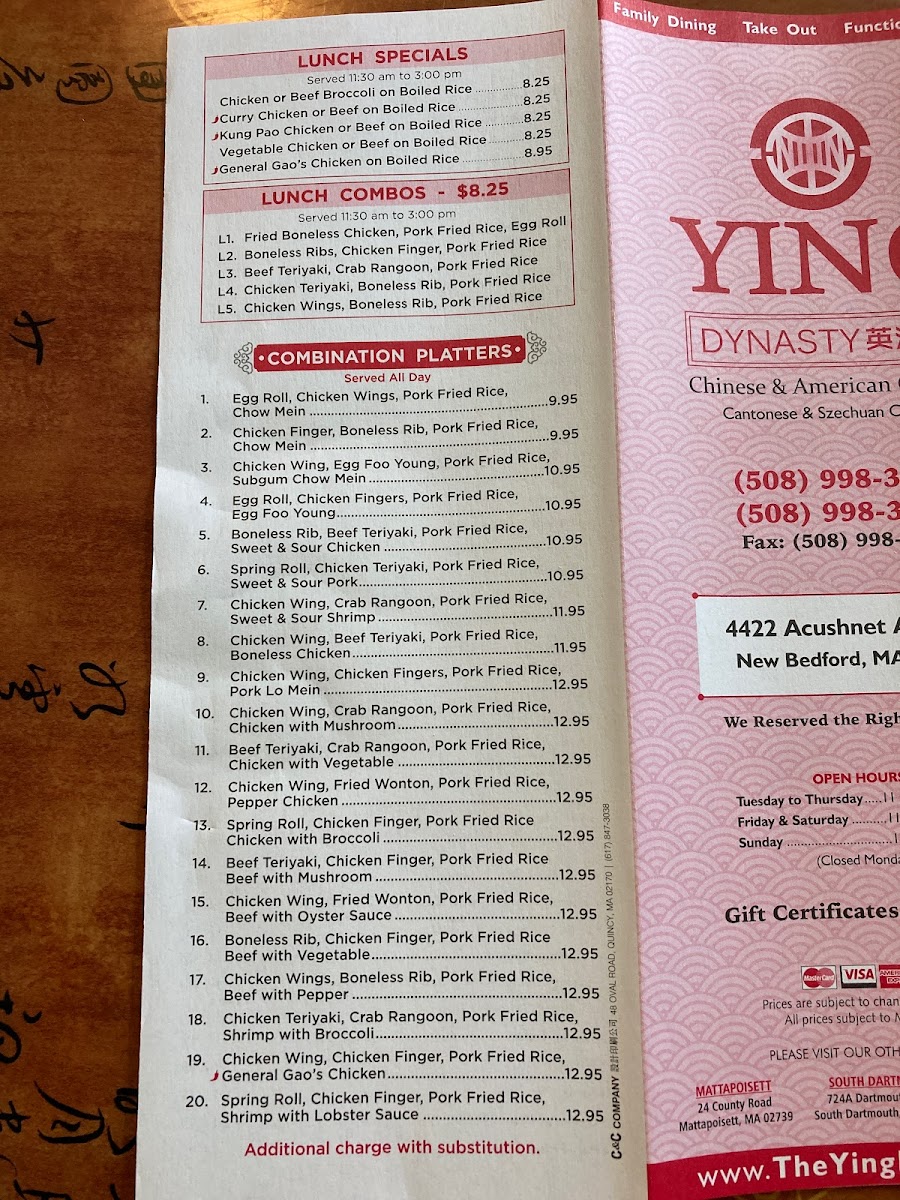 LUNCH SPECIALS
Served 11:30 am to 3:00 pm
Chicken or Beef Broccoli on Boiled Rice ..............8.25
Curry Chicken or Beef on Boiled Rice ..................8.25
Kung Pao Chicken or Beef on Boiled Rice ...........8.25
Vegetable Chicken or Beef on Boiled Rice..........8.25
General Gao's Chicken on Boiled Rice .................8.95
LUNCH COMBOS - $8.25
Served 11:30 am to 3:00 pm
L1. Fried Boneless Chicken, Pork Fried Rice, Egg Roll
L2. Boneless Ribs, Chicken Finger, Pork Fried Rice
L3. Beef Teriyaki, Crab Rangoon, Pork Fried Rice
L4. Chicken Teriyaki, Boneless Rib, Pork Fried Rice
L5. Chicken Wings, Boneless Rib, Pork Fried Rice
• COMBINATION PLATTERS •
Served All Day
1. Egg Roll, Chicken Wings, Pork Fried Rice,
Chow Mein ......................................................9.95
2. Chicken Finger, Boneless Rib, Pork Fried Rice,
Chow Mein ......................................................9.95
3. Chicken Wing, Egg Foo Young, Pork Fried Rice,
Subgum Chow Mein ......................................10.95
4. Egg Roll, Chicken Fingers, Pork Fried Rice,
Egg Foo Young...............................................10.95
5. Boneless Rib, Beef Teriyaki, Pork Fried Rice,
Sweet & Sour Chicken ...................................10.95
6. Spring Roll, Chicken Teriyaki, Pork Fried Rice,
Sweet & Sour Pork.........................................10.95
7. Chicken Wing, Crab Rangoon, Pork Fried Rice,
Sweet & Sour Shrimp .....................................11.95
8. Chicken Wing, Beef Teriyaki, Pork Fried Rice,
Boneless Chicken............................................11.95
9. Chicken Wing, Chicken Fingers, Pork Fried Rice,
Pork Lo Mein ..................................................12.95
10. Chicken Wing, Crab Rangoon, Pork Fried Rice,
Chicken with Mushroom..................................12.95
11. Beef Teriyaki, Crab Rangoon, Pork Fried Rice,
Chicken with Vegetable ..................................12.95
12. Chicken Wing, Fried Wonton, Pork Fried Rice,
Pepper Chicken ..............................................12.95
13. Spring Roll, Chicken Finger, Pork Fried Rice
Chicken with Broccoli .....................................12.95
14. Beef Teriyaki, Chicken Finger, Pork Fried Rice
Beef with Mushroom .......................................12.95
15. Chicken Wing, Fried Wonton, Pork Fried Rice,
Beef with Oyster Sauce ...................................12.95
16. Boneless Rib, Chicken Finger, Pork Fried Rice
Beef with Vegetable.........................................12.95
17. Chicken Wings, Boneless Rib, Pork Fried Rice,
Beef with Pepper .............................................12.95
18. Chicken Teriyaki, Crab Rangoon, Pork Fried Rice,
Shrimp with Broccoli........................................12.95
19. Chicken Wing, Chicken Finger, Pork Fried Rice,
General Gao's Chicken.....................................12.95
20. Spring Roll, Chicken Finger, Pork Fried Rice,
Shrimp with Lobster Sauce ..............................12.95
Additional charge with substitution.
C&C COMPANY 設計印刷公司 48 OVAL ROAD, QUINCY, MA 02170 | (617) 847-3038
Family Dining Take Out
YING
DYNASTY 英
Chinese & American
Cantonese & Szechuan
(508) 998-3
(508) 998-3
Fax: (508) 998-
4422 Acushnet A
New Bedford, MA
We Reserved the Righ
OPEN HOURS
Tuesday to Thursday.....11
Friday & Saturday ..........11
Sunday
(Closed Monda
Gift Certificates
MasterCard VISA
Prices are subject to chan
All prices subject to
PLEASE VISIT OUR OTH
MATTAPOISETT
24 County Road
Mattapoisett, MA 02739
SOUTH DARTM
724A Dartmou
South Dartmouth,
www.TheYing